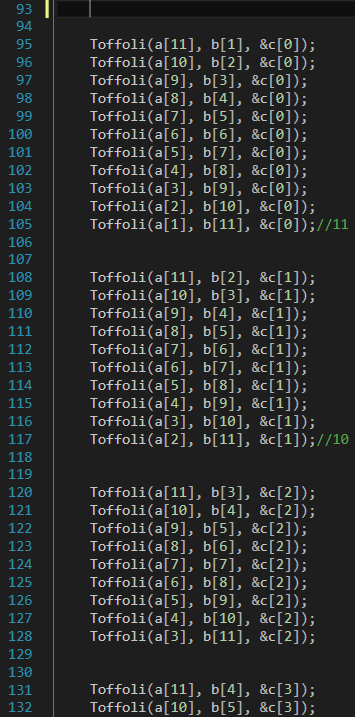 93
94
95 Toffoli(a[11], b[1], &c[0]);
96 Toffoli(a[10], b[2], &c[0]);
97 Toffoli(a[9], b[3], &c[0]);
98 Toffoli(a[8], b[4], &c[0]);
99 Toffoli(a[7], b[5], &c[0]);
100 Toffoli(a[6], b[6], &c[0]);
101 Toffoli(a[5], b[7], &c[0]);
102 Toffoli(a[4], b[8], &c[0]);
103 Toffoli(a[3], b[9], &c[0]);
104 Toffoli(a[2], b[10], &c[0]);
105 Toffoli(a[1], b[11], &c[0]);//11
106
107
108 Toffoli(a[11], b[2], &c[1]);
109 Toffoli(a[10], b[3], &c[1]);
110 Toffoli(a[9], b[4], &c[1]);
111 Toffoli(a[8], b[5], &c[1]);
112 Toffoli(a[7], b[6], &c[1]);
113 Toffoli(a[6], b[7], &c[1]);
114 Toffoli(a[5], b[8], &c[1]);
115 Toffoli(a[4], b[9], &c[1]);
116 Toffoli(a[3], b[10], &c[1]);
117 Toffoli(a[2], b[11], &c[1]);//10
118
119
120 Toffoli(a[11], b[3], &c[2]);
121 Toffoli(a[10], b[4], &c[2]);
122 Toffoli(a[9], b[5], &c[2]);
123 Toffoli(a[8], b[6], &c[2]);
124 Toffoli(a[7], b[7], &c[2]);
125 Toffoli(a[6], b[8], &c[2]);
126 Toffoli(a[5], b[9], &c[2]);
127 Toffoli(a[4], b[10], &c[2]);
128 Toffoli(a[3], b[11], &c[2]);
129
130
131 Toffoli(a[11], b[4], &c[3]);
132 Toffoli(a[10], b[5], &c[3]);